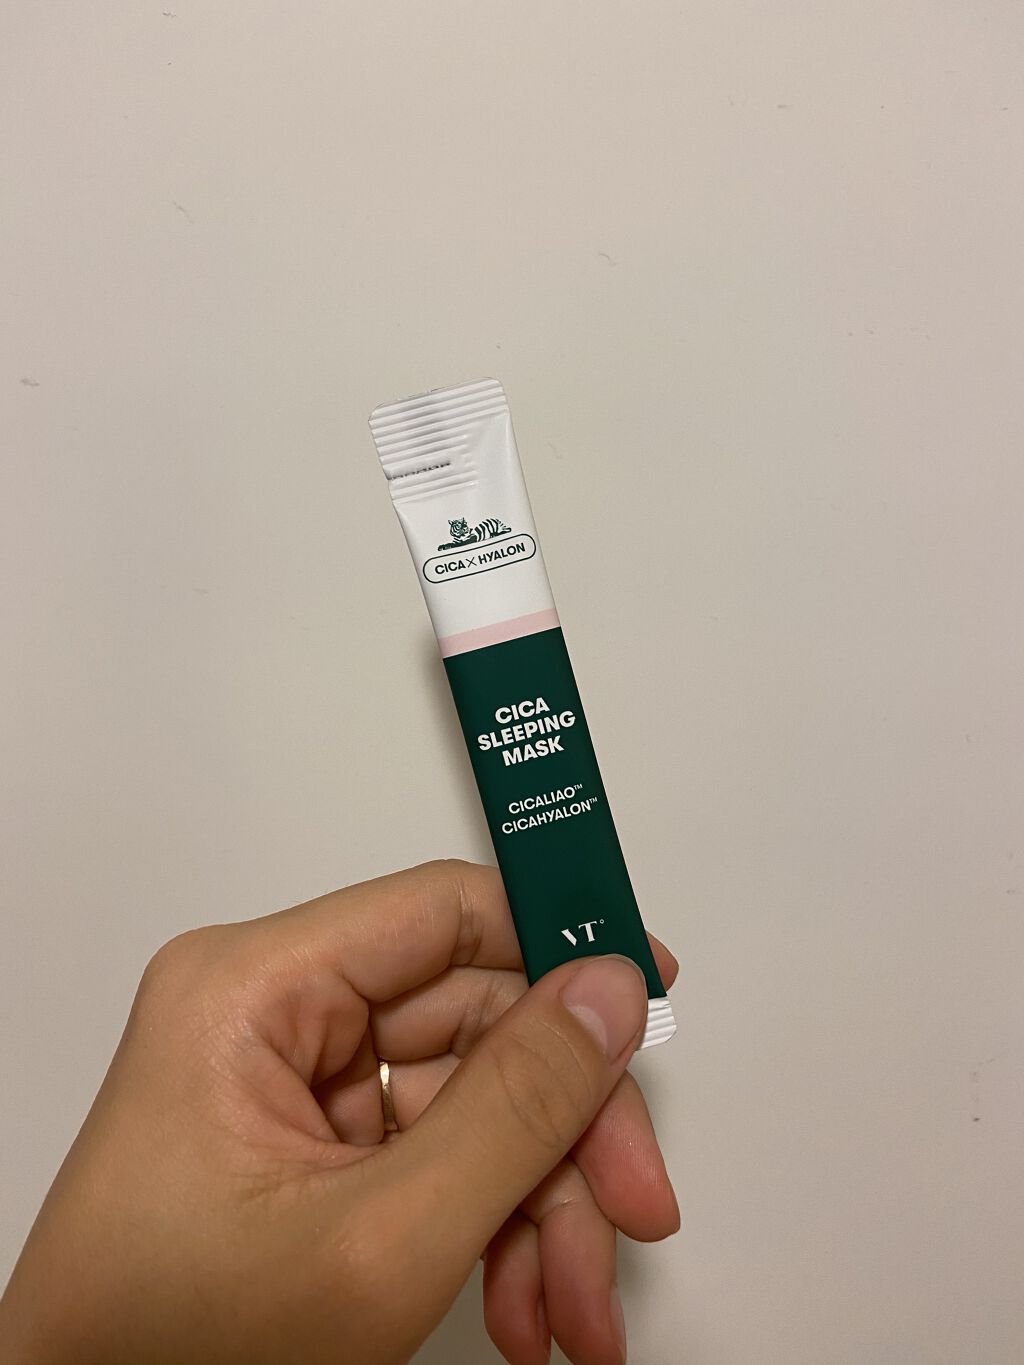 CICA×HYALON
CICA
SLEEPING
MASK
CICALIAO™
CICAHYALON™
VT